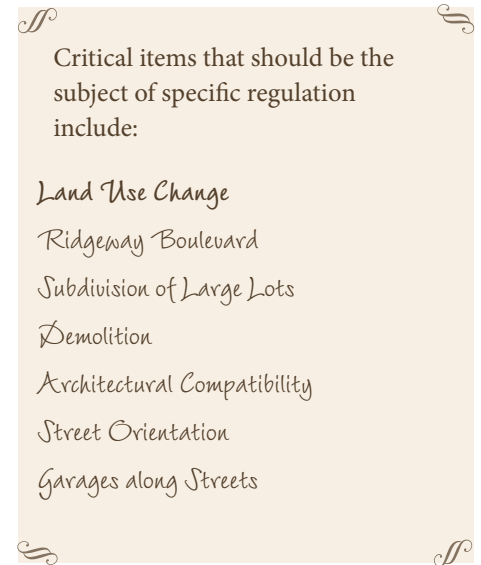 Critical items that should be the
subject of specific regulation
include:
Land Use Change
Ridgeway Boulevard
Subdivision of Large Lots
Demolition
Architectural Compatibility
Street Orientation
Garages along Streets